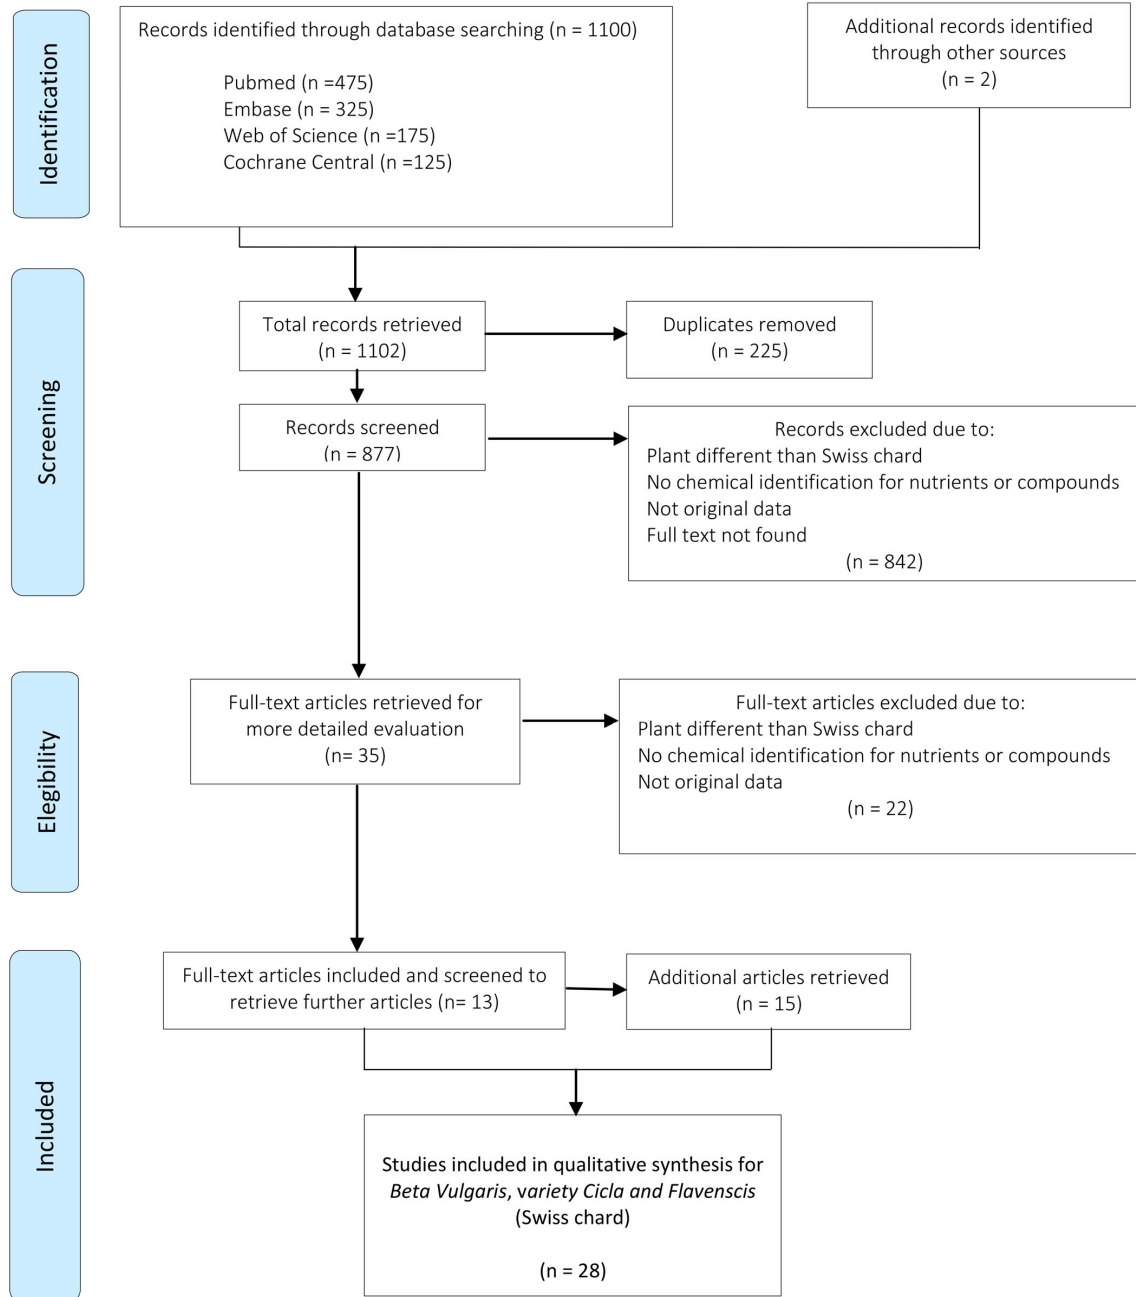 Identification
Records identified through database searching (n = 1100)
Pubmed (n =475)
Embase (n = 325)
Web of Science (n =175)
Cochrane Central (n =125)
Additional records identified
through other sources
(n = 2)
Screening
Total records retrieved
(n = 1102)
Duplicates removed
(n = 225)
Records screened
(n = 877)
Records excluded due to:
Plant different than Swiss chard
No chemical identification for nutrients or compounds
Not original data
Full text not found
(n = 842)
Elegibility
Full-text articles retrieved for
more detailed evaluation
(n= 35)
Full-text articles excluded due to:
Plant different than Swiss chard
No chemical identification for nutrients or compounds
Not original data
(n = 22)
Included
Full-text articles included and screened to
retrieve further articles (n= 13)
Additional articles retrieved
(n = 15)
Studies included in qualitative synthesis for
Beta Vulgaris, variety Cicla and Flavenscis
(Swiss chard)
(n = 28)